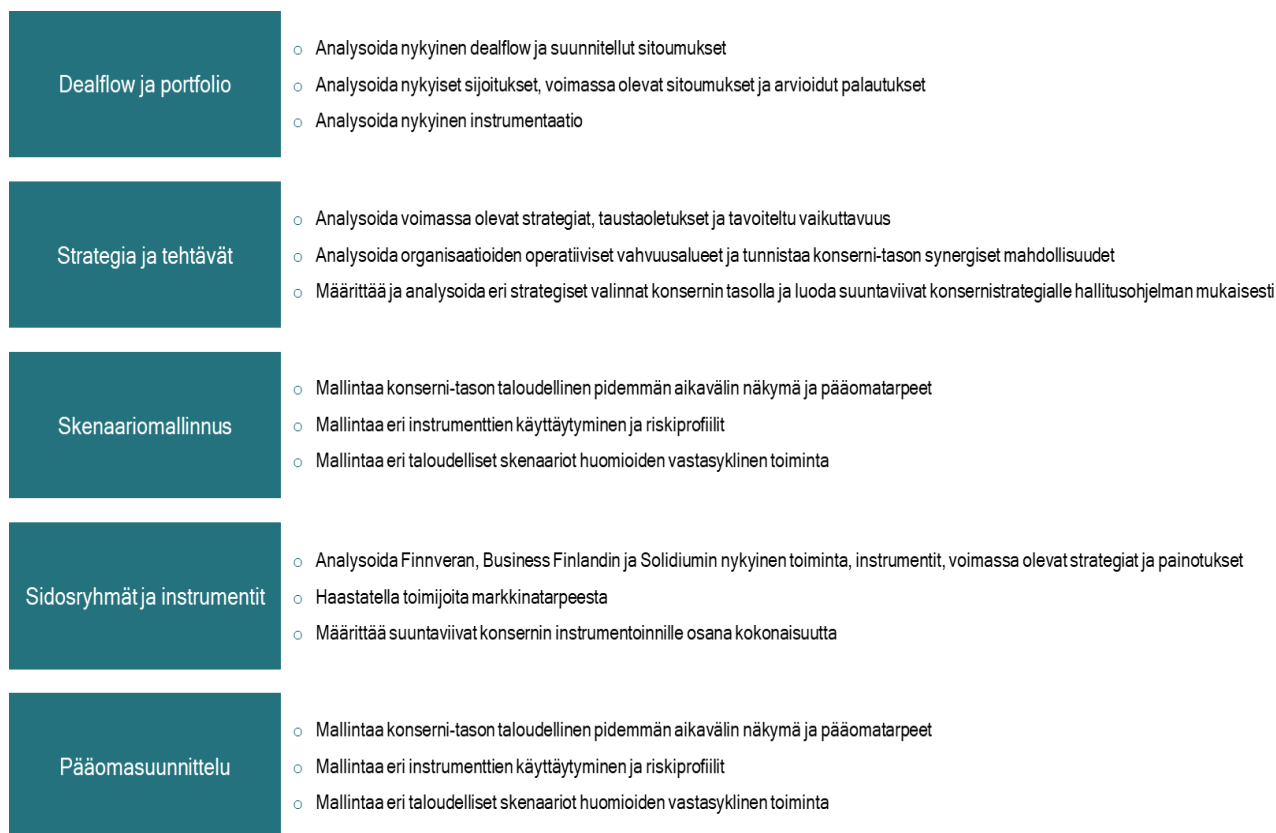 Dealflow ja portfolio
○ Analysoida nykyinen dealflow ja suunnitellut sitoumukset
○ Analysoida nykyiset sijoitukset, voimassa olevat sitoumukset ja arvioidut palautukset
○ Analysoida nykyinen instrumentaatio
Strategia ja tehtävät
○ Analysoida voimassa olevat strategiat, taustaoletukset ja tavoiteltu vaikuttavuus
○ Analysoida organisaatioiden operatiiviset vahvuusalueet ja tunnistaa konserni-tason synergiset mahdollisuudet
○ Määrittää ja analysoida eri strategiset valinnat konsernin tasolla ja luoda suuntaviivat konsernistrategialle hallitusohjelman mukaisesti
Skenaariomallinnus
○ Mallintaa konserni-tason taloudellinen pidemmän aikavälin näkymä ja pääomatarpeet
○ Mallintaa eri instrumenttien käyttäytyminen ja riskiprofiilit
○ Mallintaa eri taloudelliset skenaariot huomioiden vastasyklinen toiminta
Sidosryhmät ja instrumentit
○ Analysoida Finnveran, Business Finlandin ja Solidiumin nykyinen toiminta, instrumentit, voimassa olevat strategiat ja painotukset
○ Haastatella toimijoita markkinatarpeesta
○ Määrittää suuntaviivat konsernin instrumentoinnille osana kokonaisuutta
Pääomasuunnittelu
○ Mallintaa konserni-tason taloudellinen pidemmän aikavälin näkymä ja pääomatarpeet
○ Mallintaa eri instrumenttien käyttäytyminen ja riskiprofiilit
○ Mallintaa eri taloudelliset skenaariot huomioiden vastasyklinen toiminta